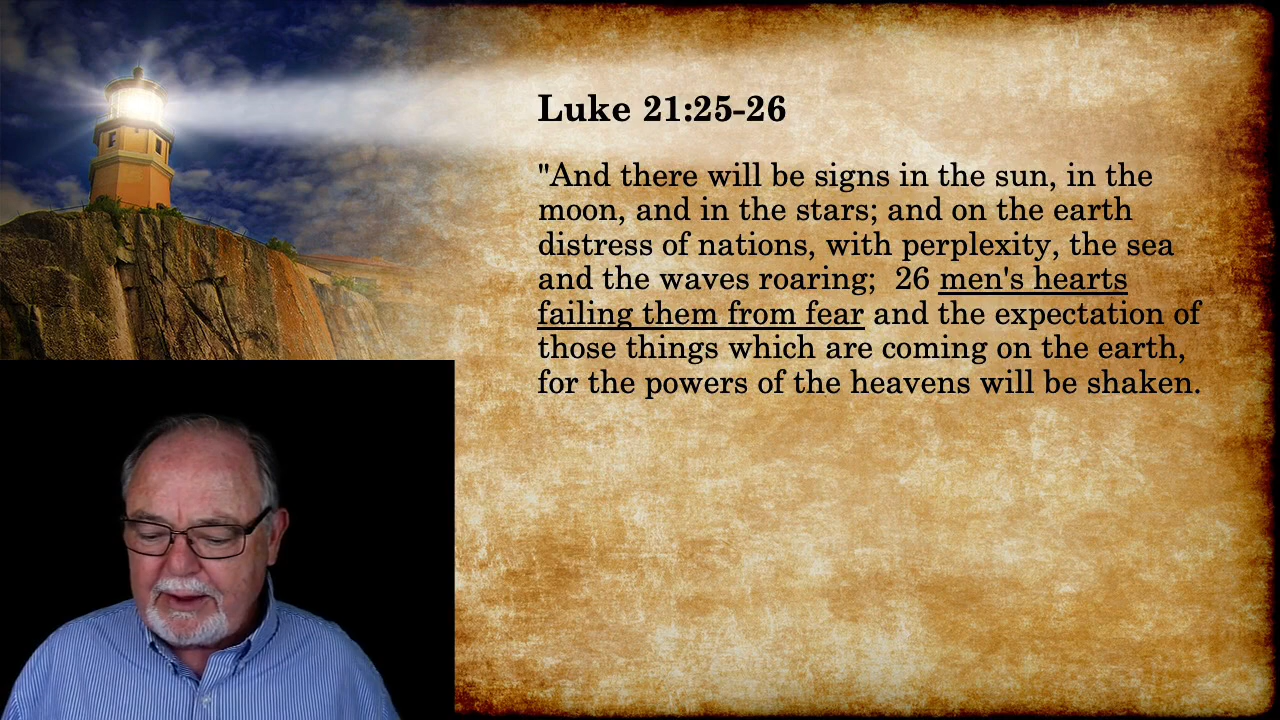 Luke 21:25-26
"And there will be signs in the sun, in the
moon, and in the stars; and on the earth
distress of nations, with perplexity, the sea
and the waves roaring;  26 men's hearts
failing them from fear and the expectation of
those things which are coming on the earth,
for the powers of the heavens will be shaken.